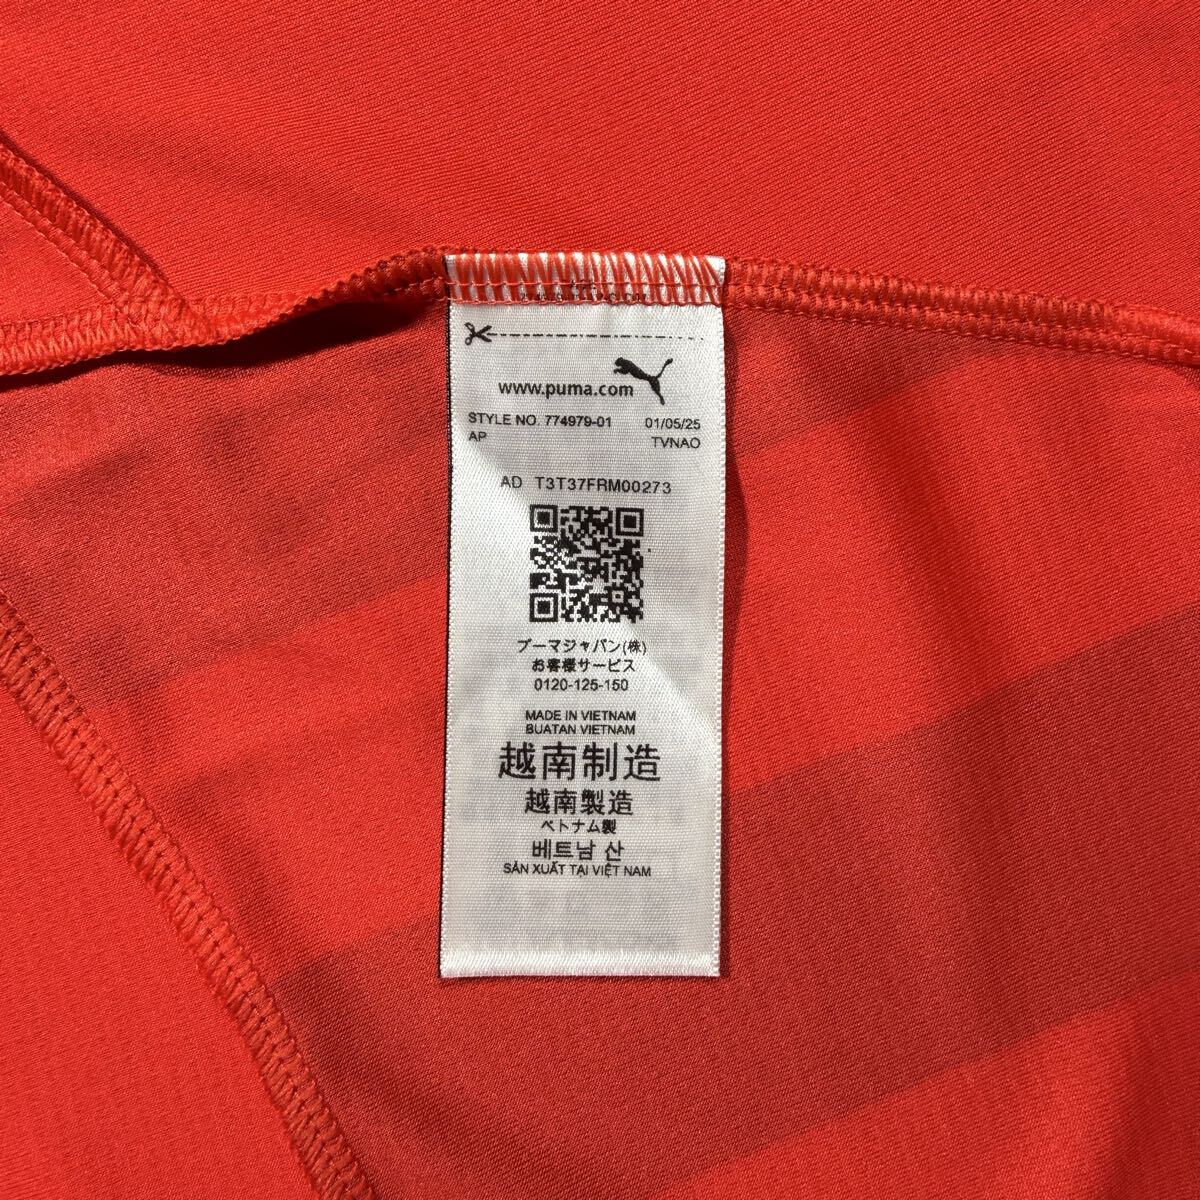 www.puma.com
STYLE NO. 774979-01 01/05/25
AP TVNAO
AD T3T37FRM00273
プーマジャパン(株)
お客様サービス
0120-125-150
MADE IN VIETNAM
BUATAN VIETNAM
越南制造
越南製造
ベトナム製
베트남 산
SẢN XUẤT TẠI VIỆT NAM